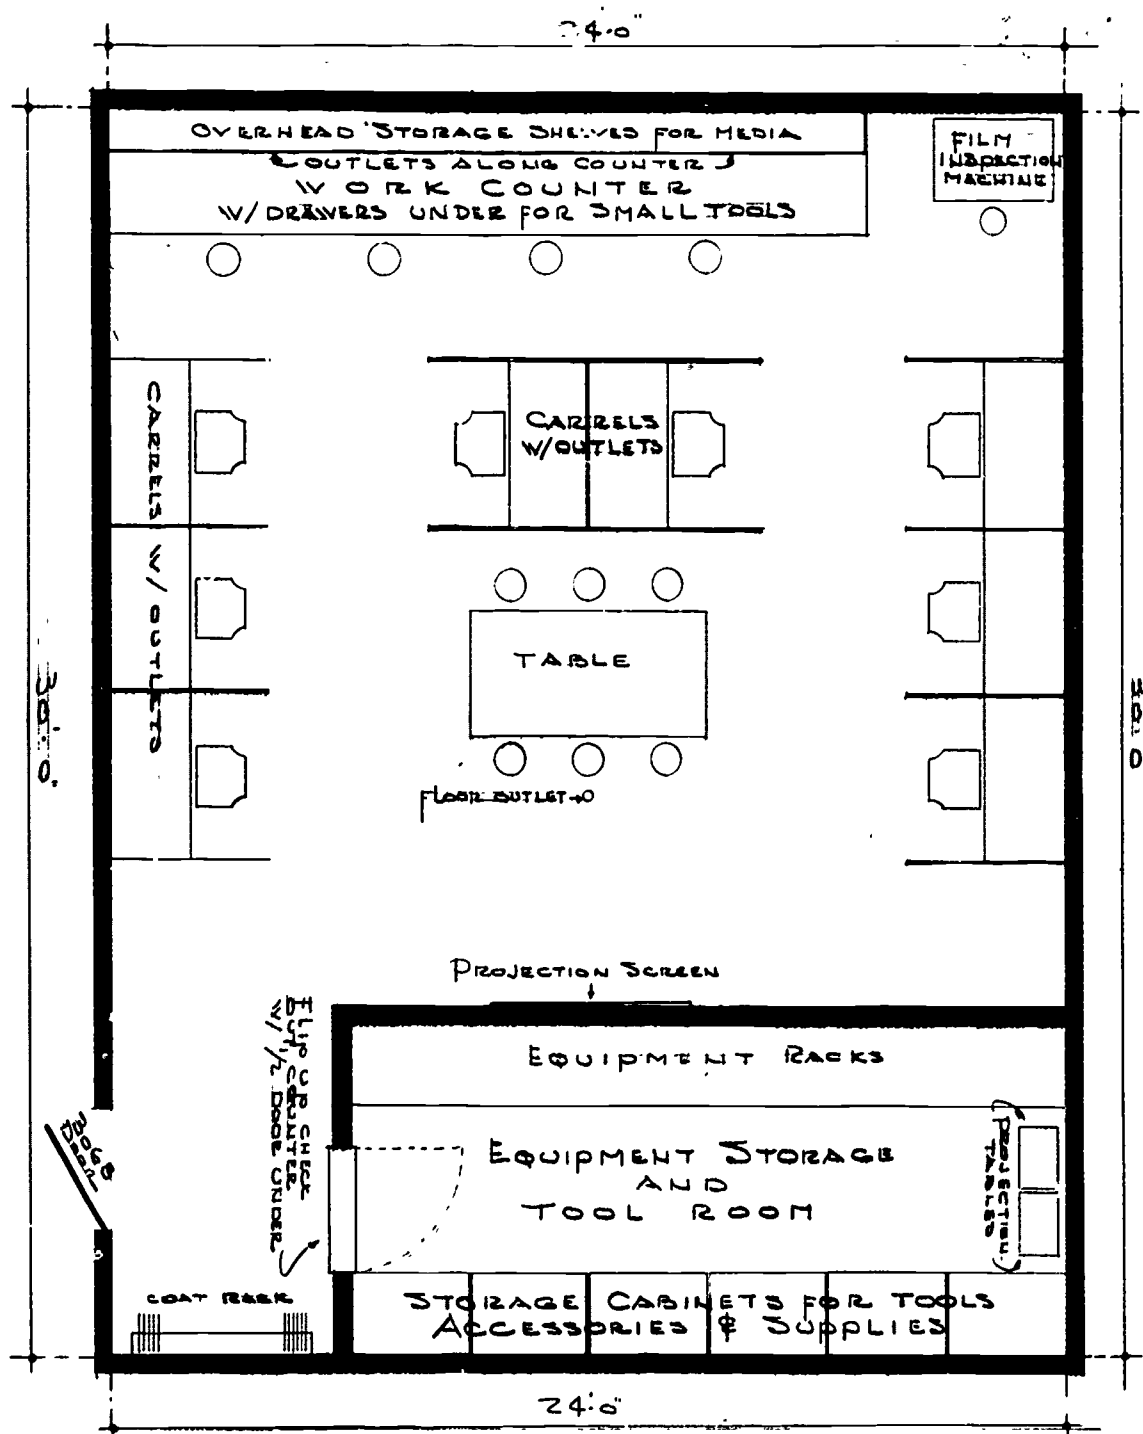 24'-0"
OVERHEAD STORAGE SHELVES FOR MEDIA
OUTLETS ALONG COUNTER
WORK COUNTER
W/DRAWERS UNDER FOR SMALL TOOLS
FILM
INSPECTION
MACHINE
CARRELS W/ OUTLETS
CARRELS
W/OUTLETS
TABLE
FLOOR OUTLET
30'-0"
30'-0
PROJECTION SCREEN
FLIP UP CHECK
OUT COUNTER
W/ 1/2 DOOR UNDER
EQUIPMENT RACKS
3068
DOOR
EQUIPMENT STORAGE
AND
TOOL ROOM
PROJECTION
TABLES
COAT RACK
STORAGE CABINETS FOR TOOLS
ACCESSORIES & SUPPLIES
24'-0"